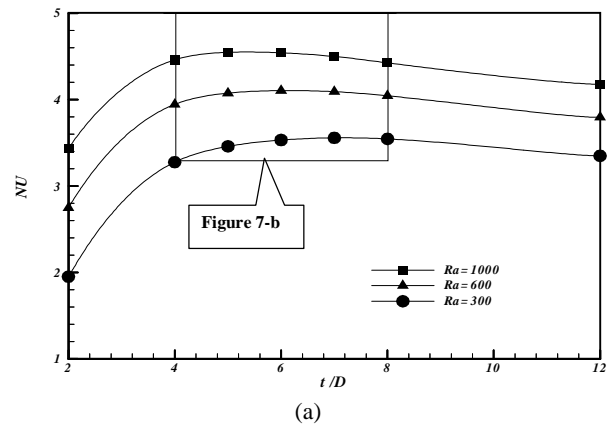 NU
5
4
3
2
1
Figure 7-b
Ra = 1000
Ra = 600
Ra = 300
2 4 6 8 10 12
t /D
(a)